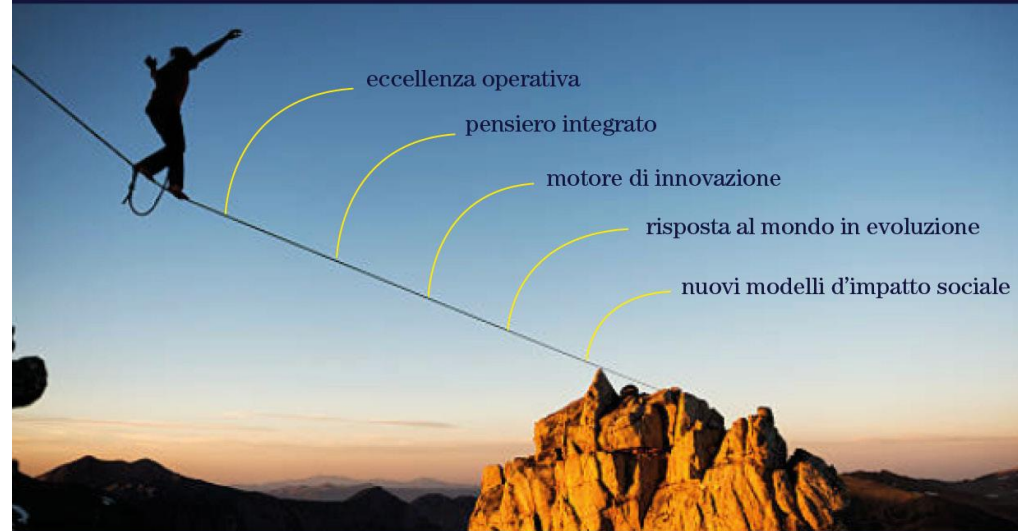 eccellenza operativa
pensiero integrato
motore di innovazione
risposta al mondo in evoluzione
nuovi modelli d'impatto sociale